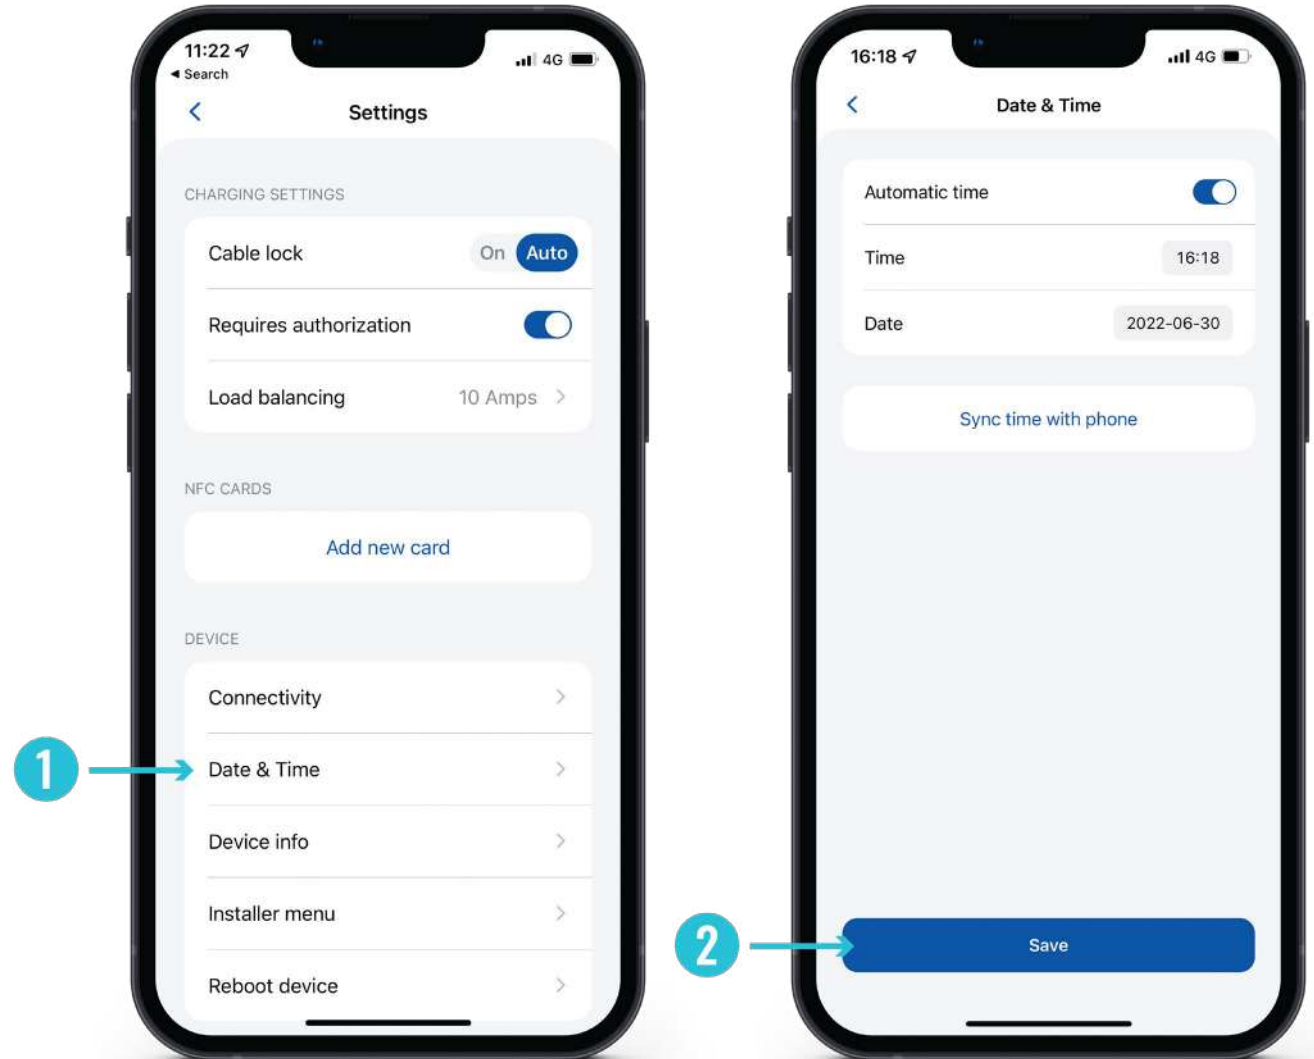 11:22
◀ Search
4G
Settings
CHARGING SETTINGS
Cable lock
On Auto
Requires authorization
Load balancing
10 Amps
NFC CARDS
Add new card
DEVICE
Connectivity
1
Date & Time
Device info
Installer menu
Reboot device
16:18
4G
Date & Time
Automatic time
Time
16:18
Date
2022-06-30
Sync time with phone
2
Save